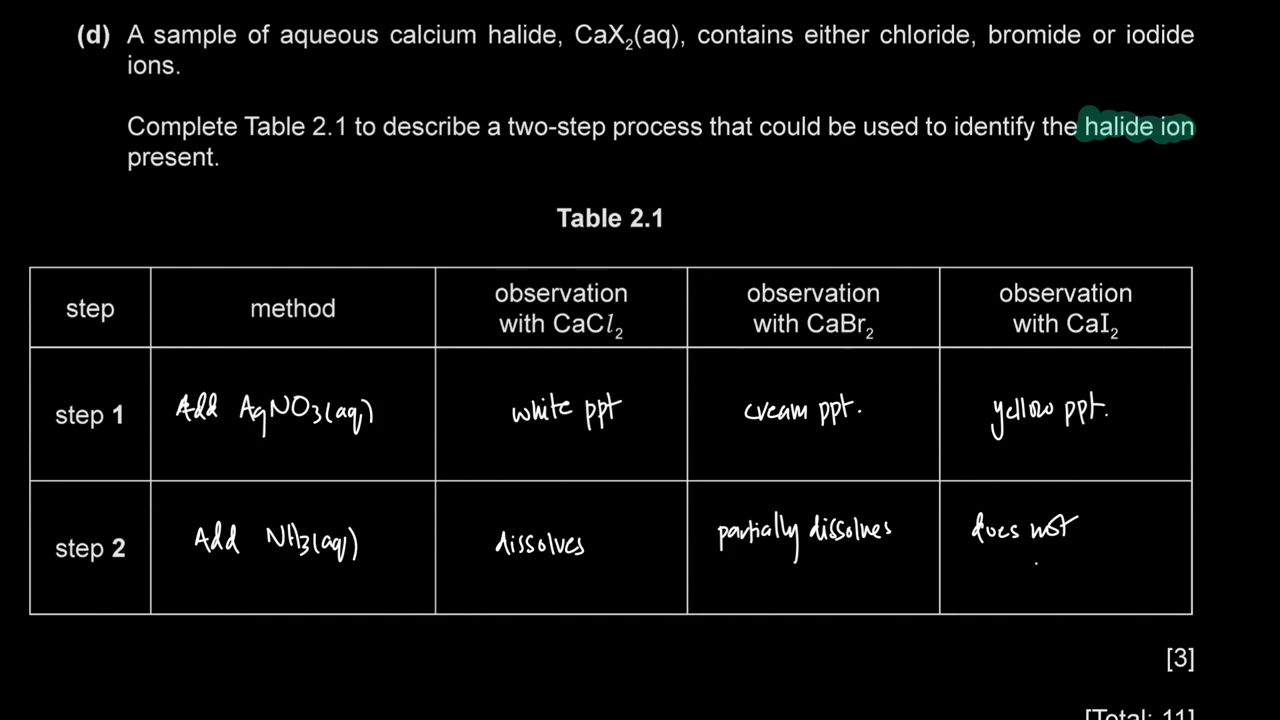 (d) A sample of aqueous calcium halide, CaX₂(aq), contains either chloride, bromide or iodide
ions.
Complete Table 2.1 to describe a two-step process that could be used to identify the halide ion
present.
Table 2.1
step
method
observation
with CaCl₂
observation
with CaBr₂
observation
with CaI₂
step 1
Add AgNO₃(aq)
white ppt
cream ppt.
yellow ppt.
step 2
Add NH₃(aq)
dissolves
partially dissolves
does not
[3]
[Total: 11]